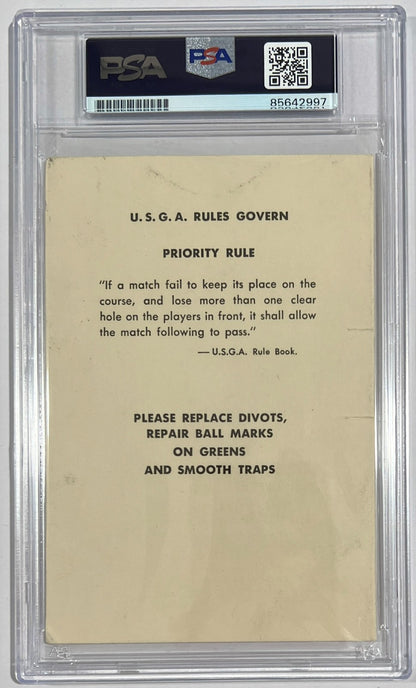 PSA
PSA
85642997
U.S.G.A. RULES GOVERN
PRIORITY RULE
"If a match fail to keep its place on the
course, and lose more than one clear
hole on the players in front, it shall allow
the match following to pass."
— U.S.G.A. Rule Book.
PLEASE REPLACE DIVOTS,
REPAIR BALL MARKS
ON GREENS
AND SMOOTH TRAPS